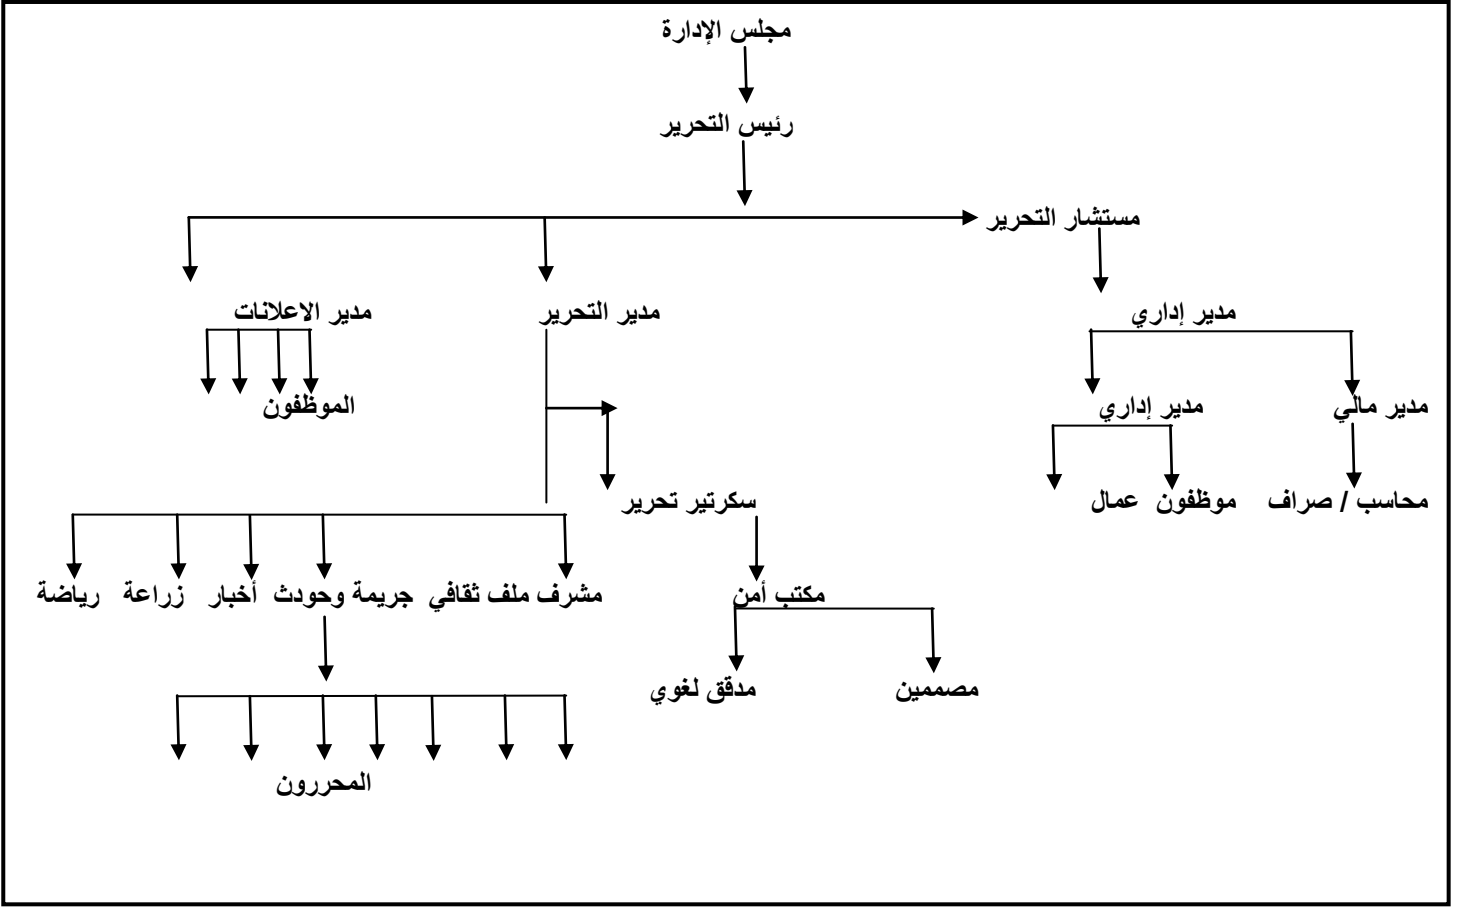 مجلس الإدارة
رئيس التحرير
مستشار التحرير
مدير إداري مدير التحرير مدير الاعلانات
مدير مالي مدير إداري الموظفون
محاسب / صراف موظفون عمال سكرتير تحرير
مكتب أمن مشرف ملف ثقافي جريمة وحودث أخبار زراعة رياضة
مصممين مدقق لغوي
المحررون